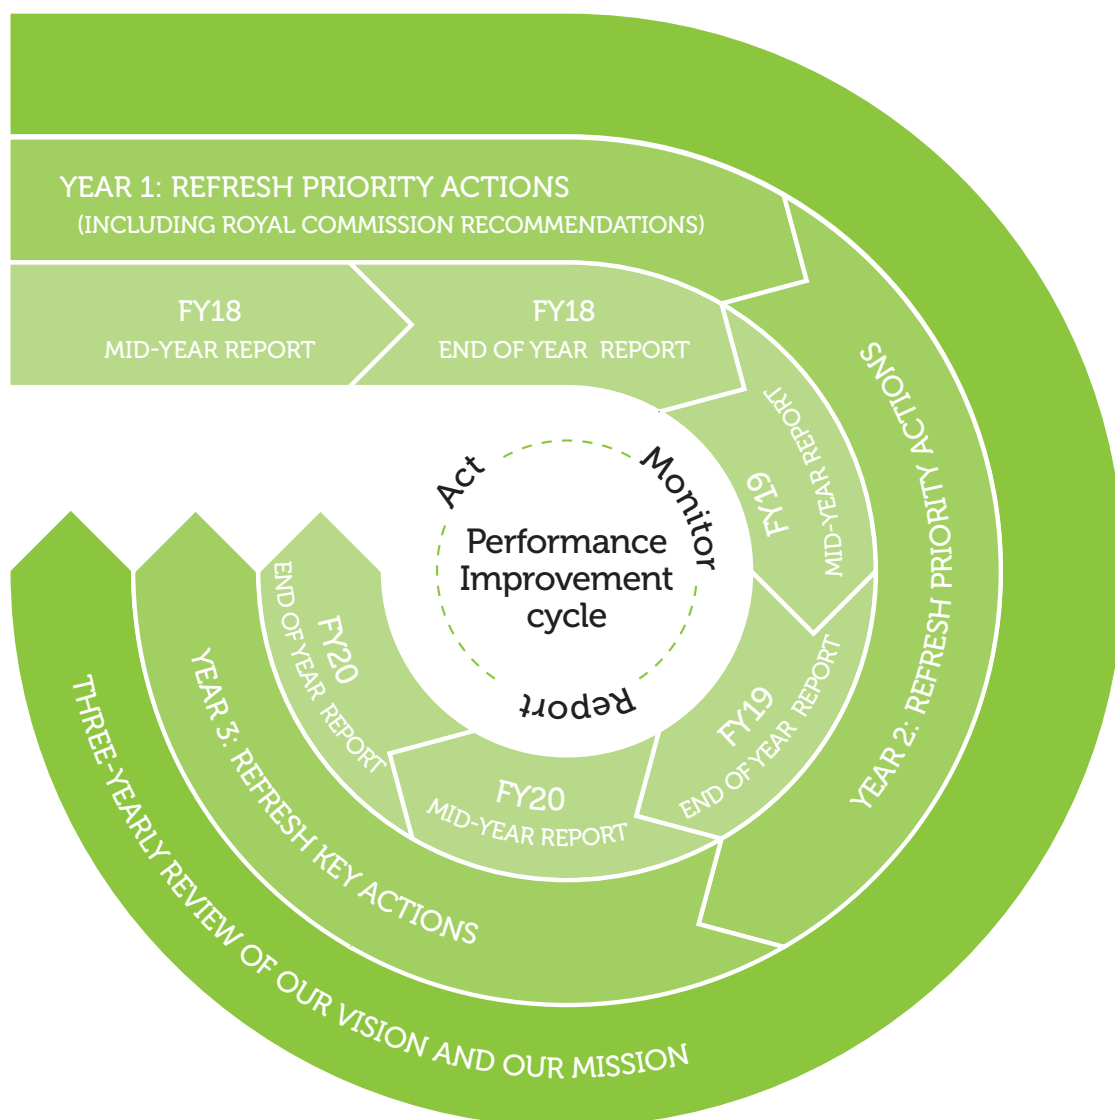 YEAR 1: REFRESH PRIORITY ACTIONS
(INCLUDING ROYAL COMMISSION RECOMMENDATIONS)
FY18
MID-YEAR REPORT
FY18
END OF YEAR REPORT
FY19
MID-YEAR REPORT
YEAR 2: REFRESH PRIORITY ACTIONS
FY19
END OF YEAR REPORT
FY20
MID-YEAR REPORT
FY20
END OF YEAR REPORT
YEAR 3: REFRESH KEY ACTIONS
THREE-YEARLY REVIEW OF OUR VISION AND OUR MISSION
Act
Monitor
Report
Performance
Improvement
cycle